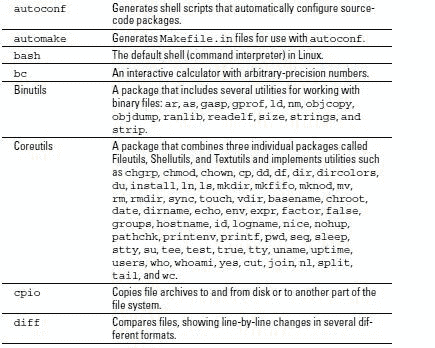 autoconf Generates shell scripts that automatically configure source-
code packages.
automake Generates Makefile.in files for use with autoconf.
bash The default shell (command interpreter) in Linux.
bc An interactive calculator with arbitrary-precision numbers.
Binutils A package that includes several utilities for working with
binary files: ar, as, gasp, gprof, ld, nm, objcopy,
objdump, ranlib, readelf, size, strings, and
strip.
Coreutils A package that combines three individual packages called
Fileutils, Shellutils, and Textutils and implements utilities such
as chgrp, chmod, chown, cp, dd, df, dir, dircolors,
du, install, ln, ls, mkdir, mkfifo, mknod, mv,
rm, rmdir, sync, touch, vdir, basename, chroot,
date, dirname, echo, env, expr, factor, false,
groups, hostname, id, logname, nice, nohup,
pathchk, printenv, printf, pwd, seq, sleep,
stty, su, tee, test, true, tty, uname, uptime,
users, who, whoami, yes, cut, join, nl, split,
tail, and wc.
cpio Copies file archives to and from disk or to another part of the
file system.
diff Compares files, showing line-by-line changes in several dif-
ferent formats.